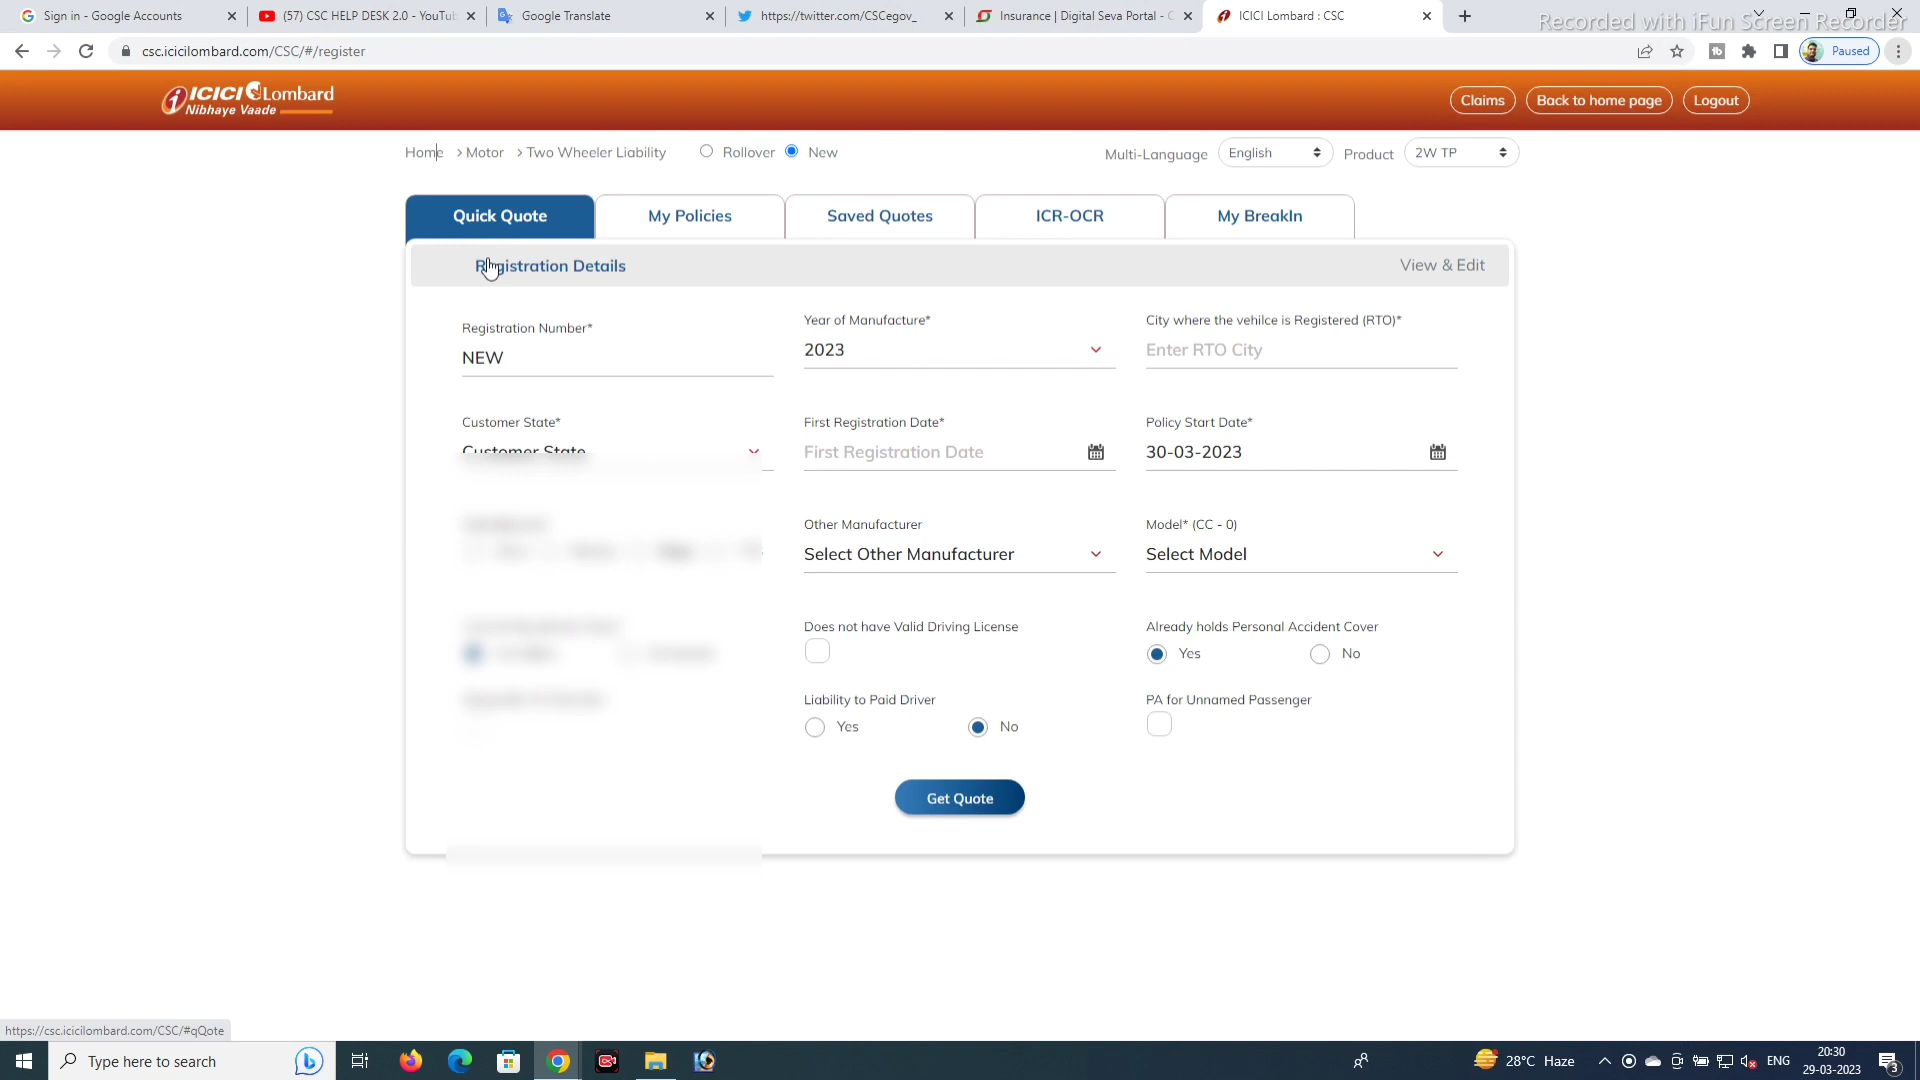 Sign in - Google Accounts
(57) CSC HELP DESK 2.0 - YouTub
Google Translate
https://twitter.com/CSCegov_
Insurance | Digital Seva Portal - C
ICICI Lombard : CSC
Recorded with iFun Screen Recorder
csc.icicilombard.com/CSC/#/register
Paused
ICICI Lombard
Nibhaye Vaade
Claims
Back to home page
Logout
Home > Motor > Two Wheeler Liability
Rollover
New
Multi-Language
English
Product
2W TP
Quick Quote
My Policies
Saved Quotes
ICR-OCR
My BreakIn
Registration Details
View & Edit
Registration Number*
NEW
Year of Manufacture*
2023
City where the vehilce is Registered (RTO)*
Enter RTO City
Customer State*
Customer State
First Registration Date*
First Registration Date
Policy Start Date*
30-03-2023
Other Manufacturer
Select Other Manufacturer
Model* (CC - 0)
Select Model
Does not have Valid Driving License
Already holds Personal Accident Cover
Yes
No
Liability to Paid Driver
Yes
No
PA for Unnamed Passenger
Get Quote
https://csc.icicilombard.com/CSC/#qQote
Type here to search
28°C Haze
ENG
20:30
29-03-2023
3